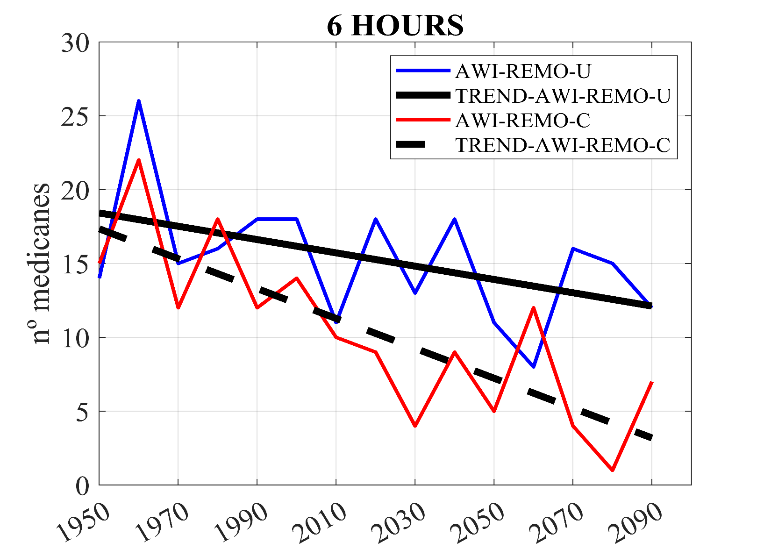 6 HOURS
30
25
20
15
10
5
0
nº medicanes
AWI-REMO-U
TREND-AWI-REMO-U
AWI-REMO-C
TREND-AWI-REMO-C
1950 1970 1990 2010 2030 2050 2070 2090